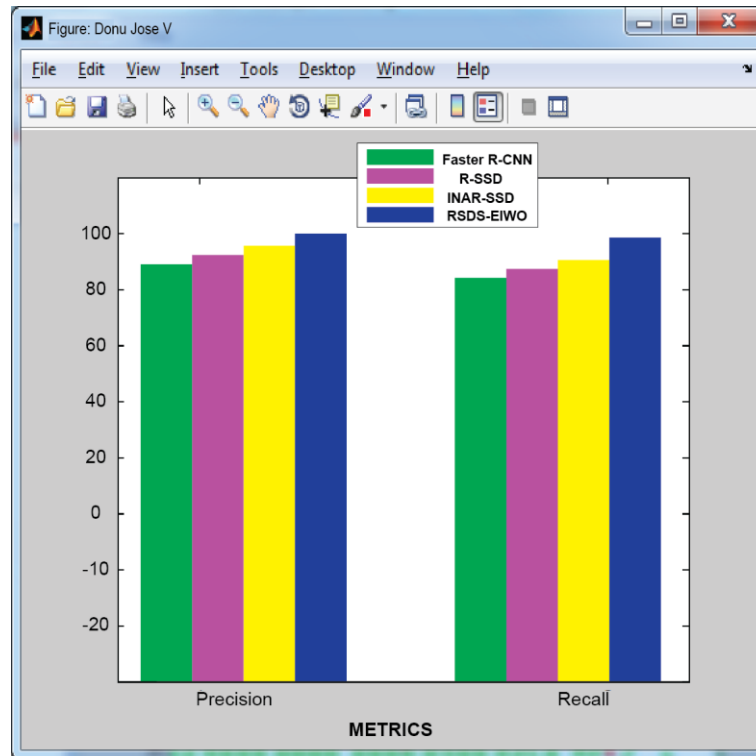 Figure: Donu Jose V
File Edit View Insert Tools Desktop Window Help
Faster R-CNN
R-SSD
INAR-SSD
RSDS-EIWO
100
80
60
40
20
0
-10
-20
Precision Recall
METRICS